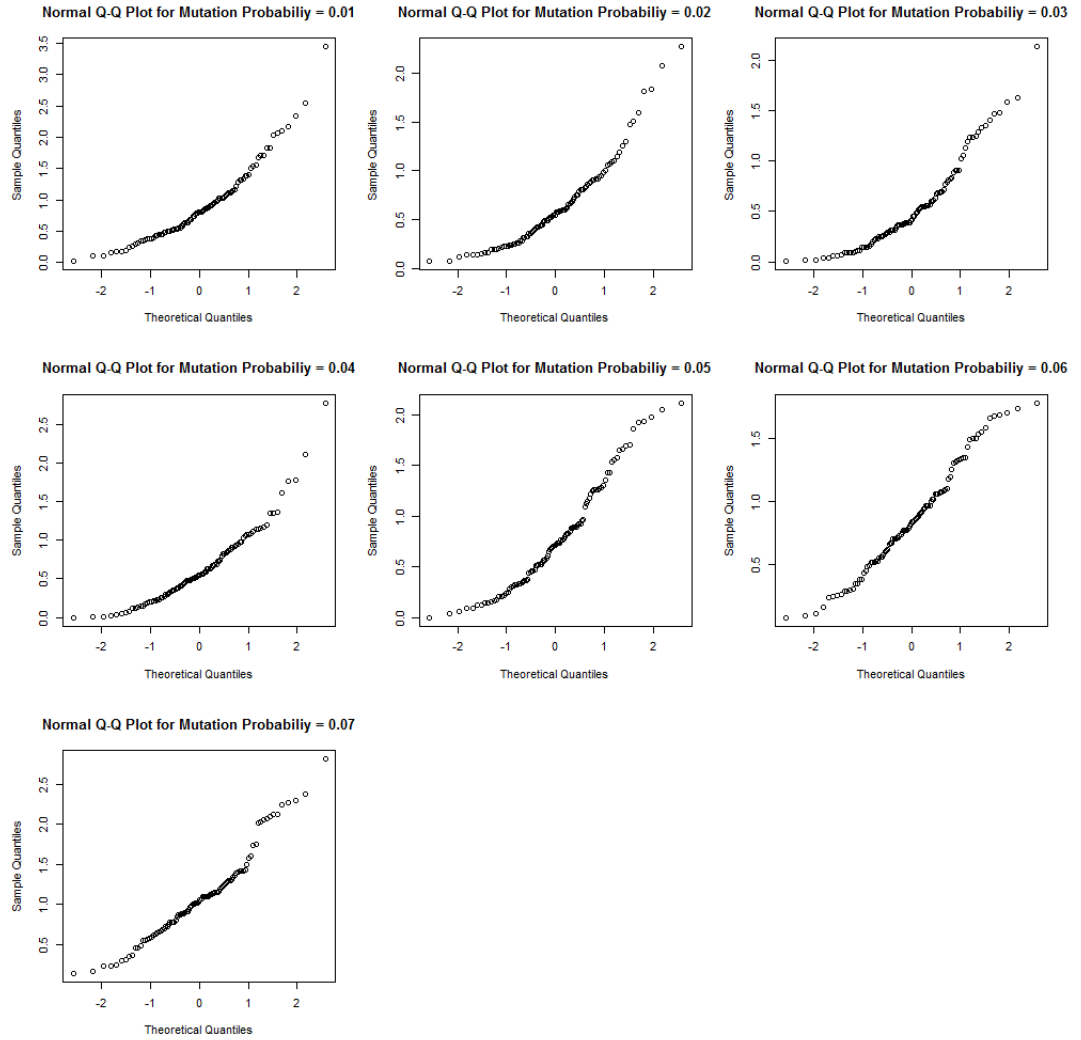 Normal Q-Q Plot for Mutation Probabiliy = 0.01
Sample Quantiles
0.0 0.5 1.0 1.5 2.0 2.5 3.0 3.5
-2 -1 0 1 2
Theoretical Quantiles
Normal Q-Q Plot for Mutation Probabiliy = 0.02
Sample Quantiles
0.0 0.5 1.0 1.5 2.0
-2 -1 0 1 2
Theoretical Quantiles
Normal Q-Q Plot for Mutation Probabiliy = 0.03
Sample Quantiles
0.0 0.5 1.0 1.5 2.0
-2 -1 0 1 2
Theoretical Quantiles
Normal Q-Q Plot for Mutation Probabiliy = 0.04
Sample Quantiles
0.0 0.5 1.0 1.5 2.0 2.5
-2 -1 0 1 2
Theoretical Quantiles
Normal Q-Q Plot for Mutation Probabiliy = 0.05
Sample Quantiles
0.0 0.5 1.0 1.5 2.0
-2 -1 0 1 2
Theoretical Quantiles
Normal Q-Q Plot for Mutation Probabiliy = 0.06
Sample Quantiles
0.5 1.0 1.5
-2 -1 0 1 2
Theoretical Quantiles
Normal Q-Q Plot for Mutation Probabiliy = 0.07
Sample Quantiles
0.5 1.0 1.5 2.0 2.5
-2 -1 0 1 2
Theoretical Quantiles